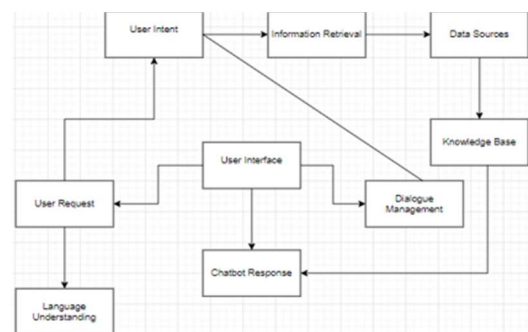 User Intent
Information Retrieval
Data Sources
Knowledge Base
User Interface
User Request
Dialogue
Management
Chatbot Response
Language
Understanding